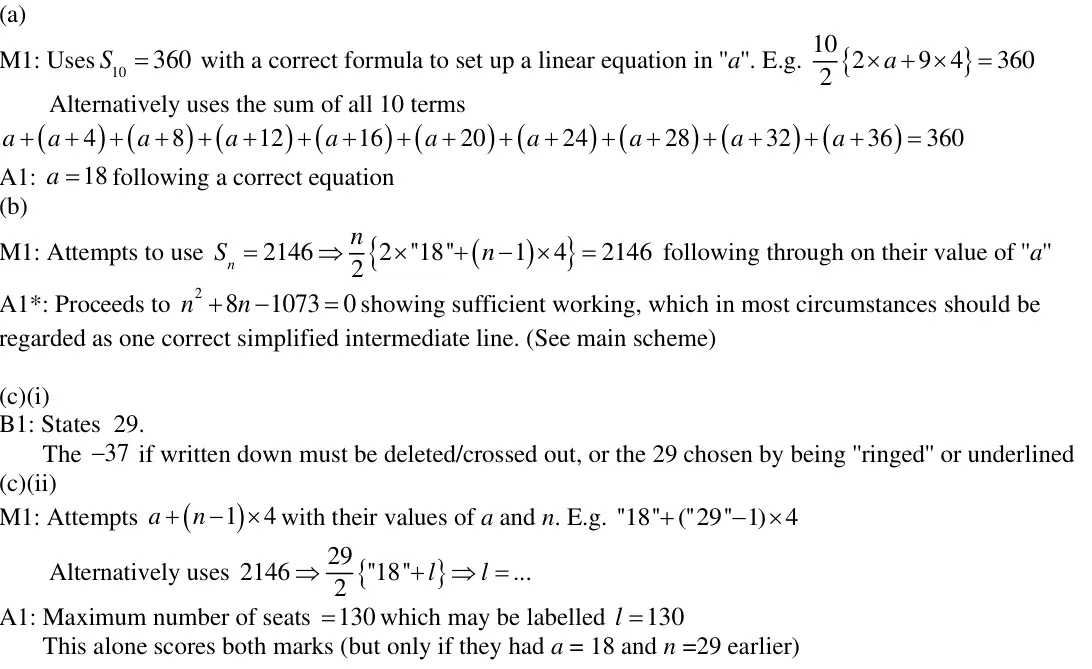 (a)
M1: Uses S₁₀ = 360 with a correct formula to set up a linear equation in "a". E.g. 10/2 {2×a+9×4} = 360
Alternatively uses the sum of all 10 terms
a+(a+4)+(a+8)+(a+12)+(a+16)+(a+20)+(a+24)+(a+28)+(a+32)+(a+36)=360
A1: a = 18 following a correct equation
(b)
M1: Attempts to use Sₙ = 2146 ⇒ n/2 {2×"18"+(n−1)×4} = 2146 following through on their value of "a"
A1*: Proceeds to n² + 8n − 1073 = 0 showing sufficient working, which in most circumstances should be
regarded as one correct simplified intermediate line. (See main scheme)
(c)(i)
B1: States 29.
The −37 if written down must be deleted/crossed out, or the 29 chosen by being "ringed" or underlined
(c)(ii)
M1: Attempts a+(n−1)×4 with their values of a and n. E.g. "18"+("29"−1)×4
Alternatively uses 2146 ⇒ 29/2 {"18"+l} ⇒ l = ...
A1: Maximum number of seats =130 which may be labelled l =130
This alone scores both marks (but only if they had a = 18 and n =29 earlier)